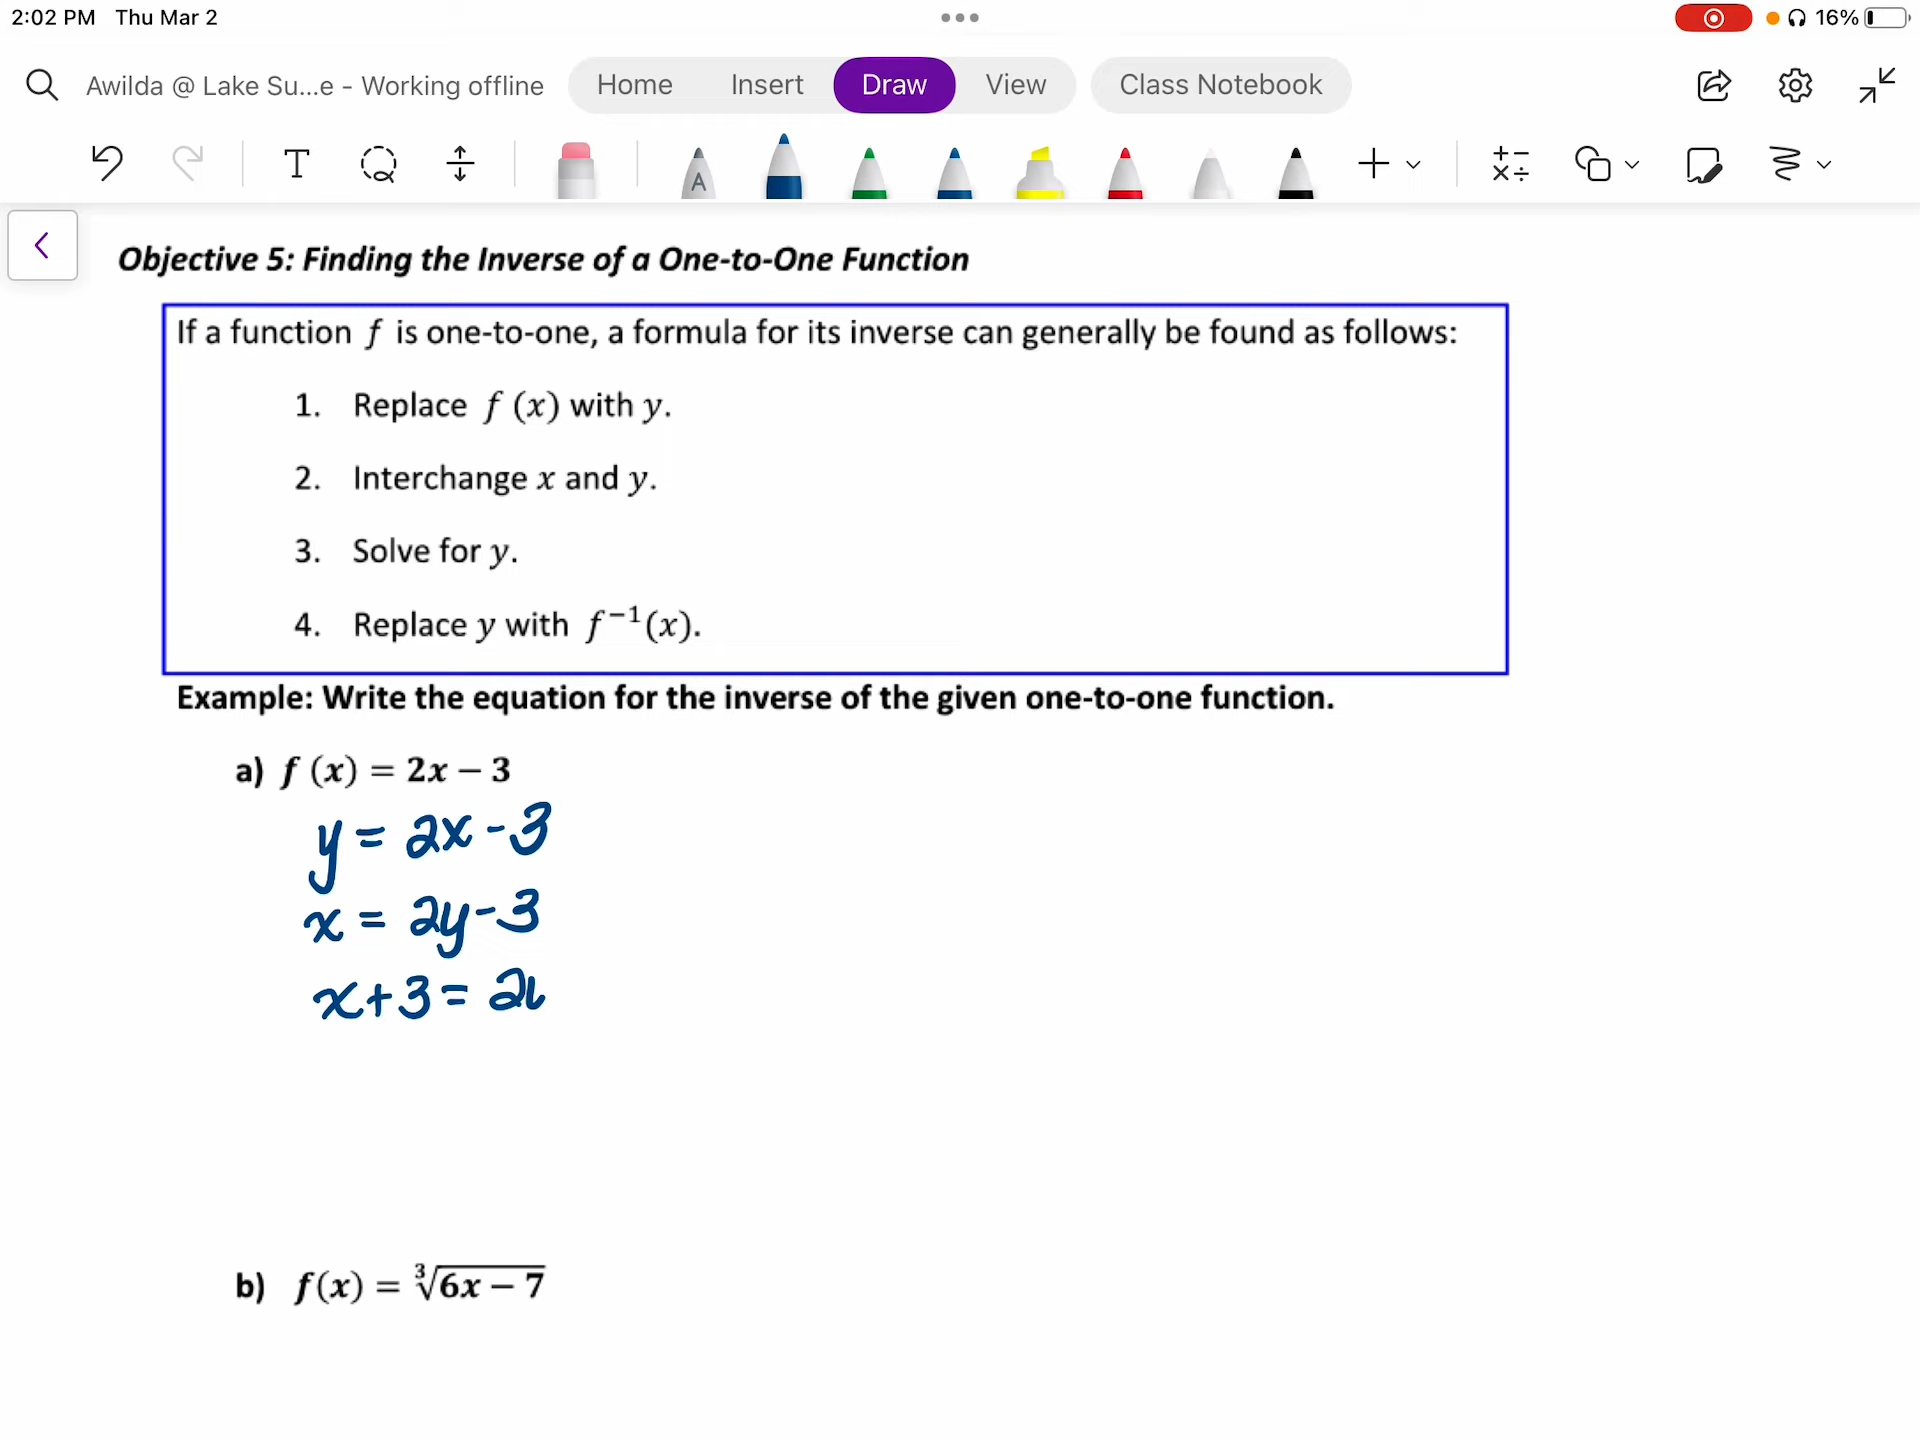 2:02 PM Thu Mar 2
16%
Awilda @ Lake Su...e - Working offline Home Insert Draw View Class Notebook
T A
Objective 5: Finding the Inverse of a One-to-One Function
If a function f is one-to-one, a formula for its inverse can generally be found as follows:
1. Replace f (x) with y.
2. Interchange x and y.
3. Solve for y.
4. Replace y with f⁻¹(x).
Example: Write the equation for the inverse of the given one-to-one function.
a) f (x) = 2x – 3
y = 2x - 3
x = 2y - 3
x + 3 = 2
b) f(x) = ∛(6x – 7)